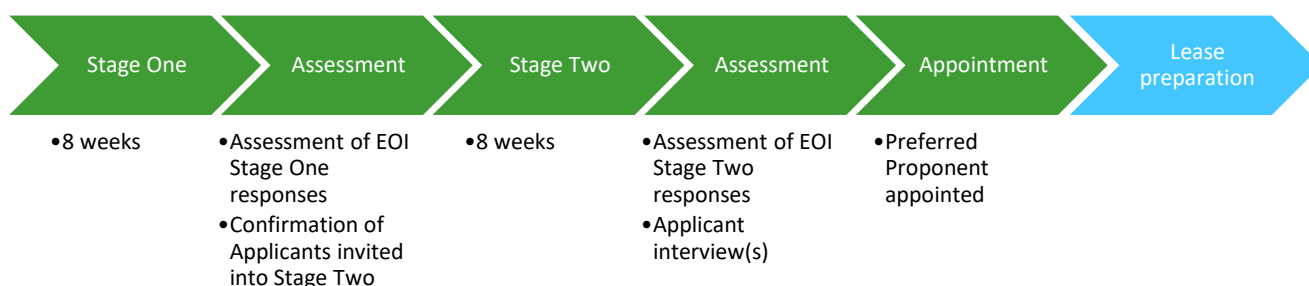 Stage One
Assessment
Stage Two
Assessment
Appointment
Lease
preparation
•8 weeks
•Assessment of EOI
Stage One
responses
•Confirmation of
Applicants invited
into Stage Two
•8 weeks
•Assessment of EOI
Stage Two
responses
•Applicant
interview(s)
•Preferred
Proponent
appointed